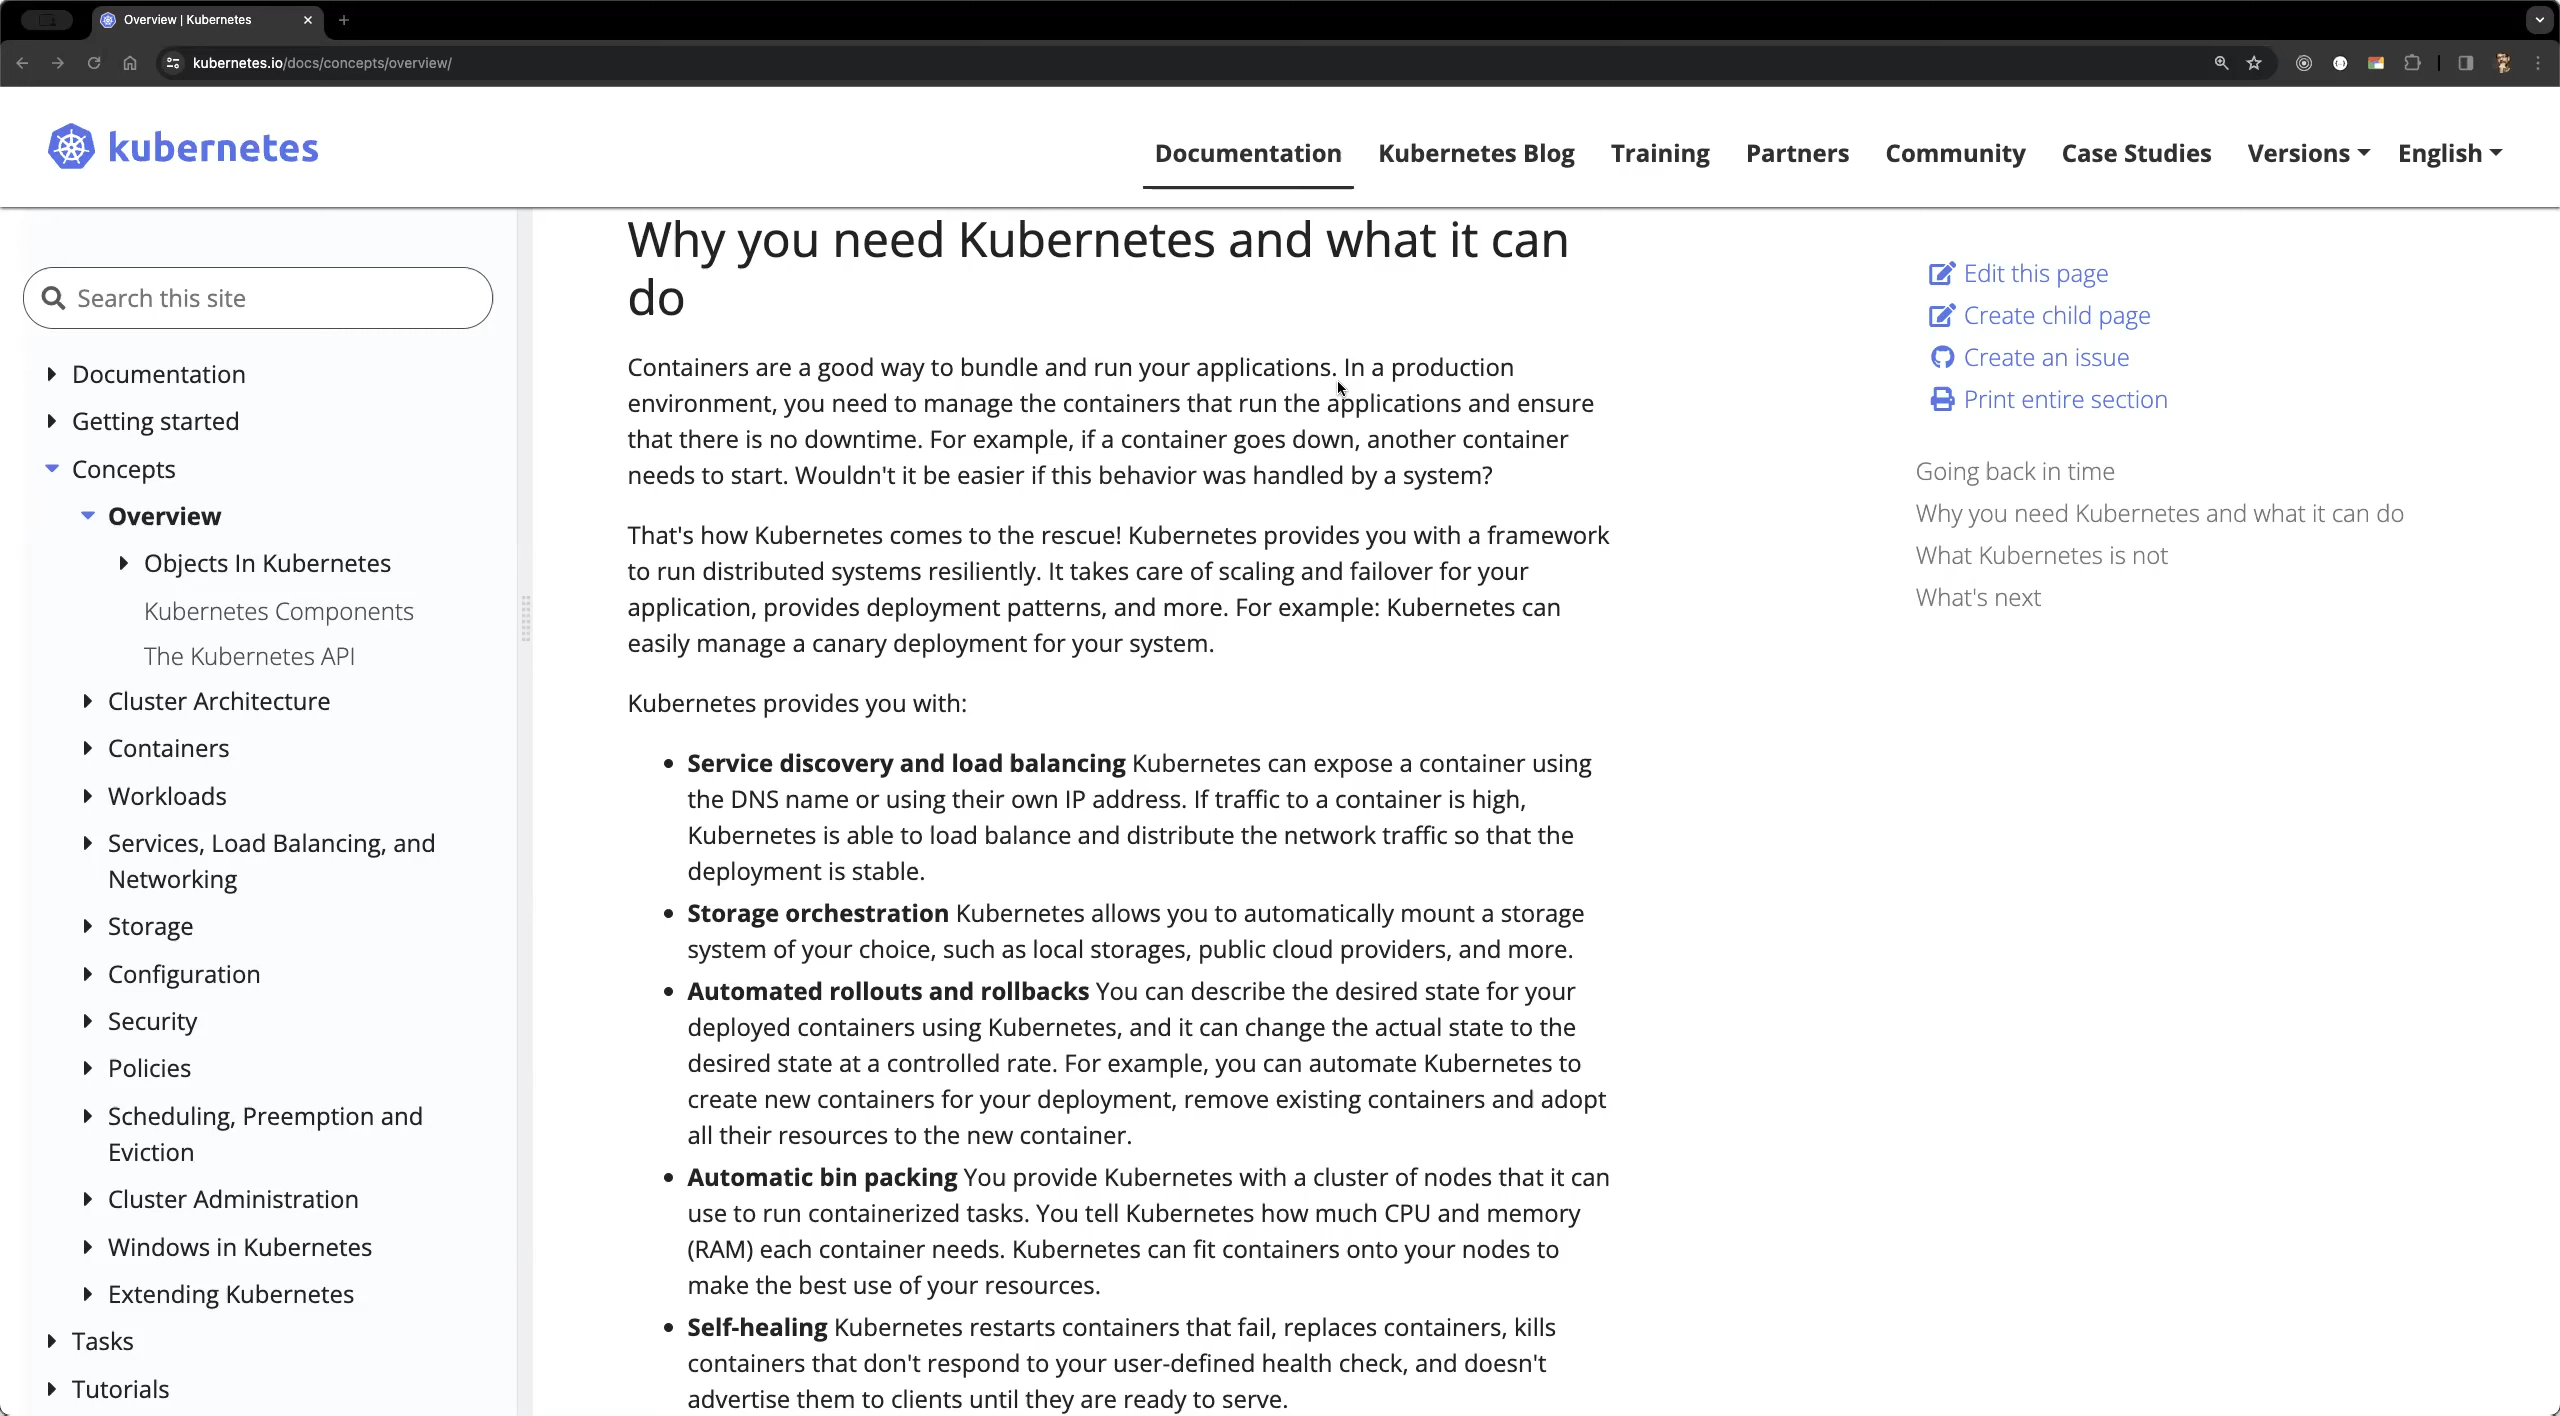 Overview | Kubernetes
kubernetes.io/docs/concepts/overview/
kubernetes
Documentation
Kubernetes Blog
Training
Partners
Community
Case Studies
Versions
English
Search this site
Documentation
Getting started
Concepts
Overview
Objects In Kubernetes
Kubernetes Components
The Kubernetes API
Cluster Architecture
Containers
Workloads
Services, Load Balancing, and
Networking
Storage
Configuration
Security
Policies
Scheduling, Preemption and
Eviction
Cluster Administration
Windows in Kubernetes
Extending Kubernetes
Tasks
Tutorials
Why you need Kubernetes and what it can
do
Containers are a good way to bundle and run your applications. In a production
environment, you need to manage the containers that run the applications and ensure
that there is no downtime. For example, if a container goes down, another container
needs to start. Wouldn't it be easier if this behavior was handled by a system?
That's how Kubernetes comes to the rescue! Kubernetes provides you with a framework
to run distributed systems resiliently. It takes care of scaling and failover for your
application, provides deployment patterns, and more. For example: Kubernetes can
easily manage a canary deployment for your system.
Kubernetes provides you with:
Service discovery and load balancing Kubernetes can expose a container using
the DNS name or using their own IP address. If traffic to a container is high,
Kubernetes is able to load balance and distribute the network traffic so that the
deployment is stable.
Storage orchestration Kubernetes allows you to automatically mount a storage
system of your choice, such as local storages, public cloud providers, and more.
Automated rollouts and rollbacks You can describe the desired state for your
deployed containers using Kubernetes, and it can change the actual state to the
desired state at a controlled rate. For example, you can automate Kubernetes to
create new containers for your deployment, remove existing containers and adopt
all their resources to the new container.
Automatic bin packing You provide Kubernetes with a cluster of nodes that it can
use to run containerized tasks. You tell Kubernetes how much CPU and memory
(RAM) each container needs. Kubernetes can fit containers onto your nodes to
make the best use of your resources.
Self-healing Kubernetes restarts containers that fail, replaces containers, kills
containers that don't respond to your user-defined health check, and doesn't
advertise them to clients until they are ready to serve.
Edit this page
Create child page
Create an issue
Print entire section
Going back in time
Why you need Kubernetes and what it can do
What Kubernetes is not
What's next